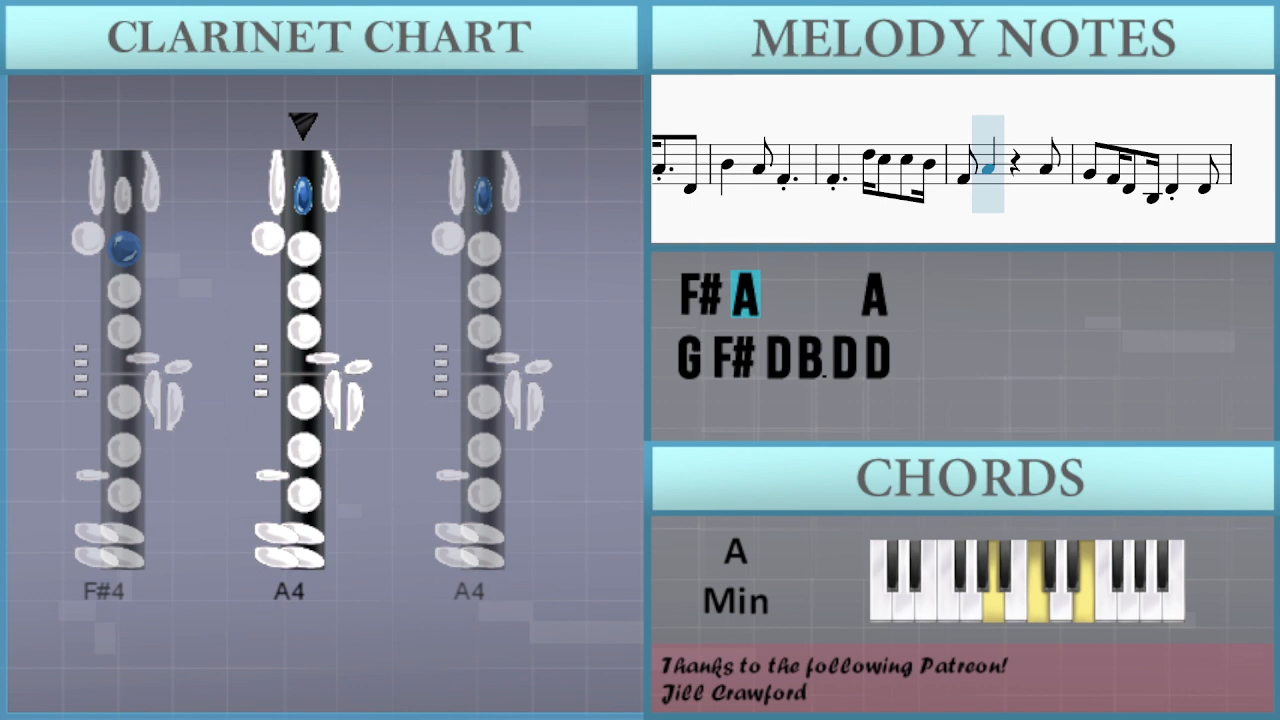 CLARINET CHART
F#4 A4 A4
MELODY NOTES
F# A A
G F# D B. D D
CHORDS
A
Min
Thanks to the following Patreon!
Jill Crawford